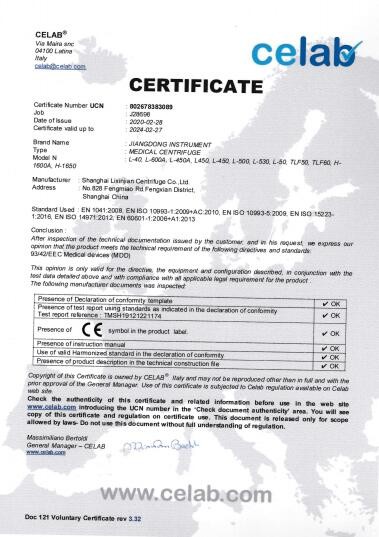 CELAB®
Via Maira snc
04100 Latina
Italy
celab@celab.com
celab
CERTIFICATE
Certificate Number UCN : 802678383089
Job : J28698
Date of Issue : 2020-02-28
Certificate valid up to : 2024-02-27
Name : JIANGDONG INSTRUMENT
Type : MEDICAL CENTRIFUGE
Model N : L-40, L-600A, L-450A, L450, L-450, L-500, L-530, L-50, TLF50, TLF60, H-
1600A, H-1650
Manufacturer : Shanghai Lixinjian Centrifuge Co.,Ltd.
Address : No.828 Fengmiao Rd.Fengxian District,
Shanghai China
Standard Used : EN 1041:2008, EN ISO 10993-1:2009+AC:2010, EN ISO 10993-5:2009, EN ISO 15223-
1:2016, EN ISO 14971:2012, EN 60601-1:2006+A1:2013
Conclusion :
After inspection of the technical documentation issued by the customer, and in his request, we express our
opinion that the product meets the technical requirement of the following directives and standards:
93/42/EEC Medical devices (MDD)
This opinion is only valid for the directive, the equipment and configuration described, in conjunction with the
test data detailed above and with compliance with all applicable legal requirement for the product.
The following manufacturer documents was inspected:
Presence of Declaration of conformity template ✔ OK
Presence of test report using standards as indicated in the declaration of conformity
Test report reference : TMSH19121221174 ✔ OK
Presence of CE symbol in the product label. ✔ OK
Presence of instruction manual ✔ OK
Use of valid Harmonized standard in the declaration of conformity ✔ OK
Presence of product description in the technical construction file ✔ OK
Copyright of this Certificate is owned by CELAB® Italy and may not be reproduced other then in full and with the
prior approval of the General Manager. Use of this certificate is subjected to Celab regulation available on Celab
web site.
Check the authenticity of this certificate and related information before use in the web site
www.celab.com introducing the UCN number in the 'Check document authenticity' area. You will see
copy of this certificate and regulation on certificate use. This document is released only for scope
allowed by laws- Do not use this document without full understanding of regulation.
Massimiliano Bertoldi
General Manager – CELAB
www.celab.com
www.celab.com
Doc 121 Voluntary Certificate rev 3.32